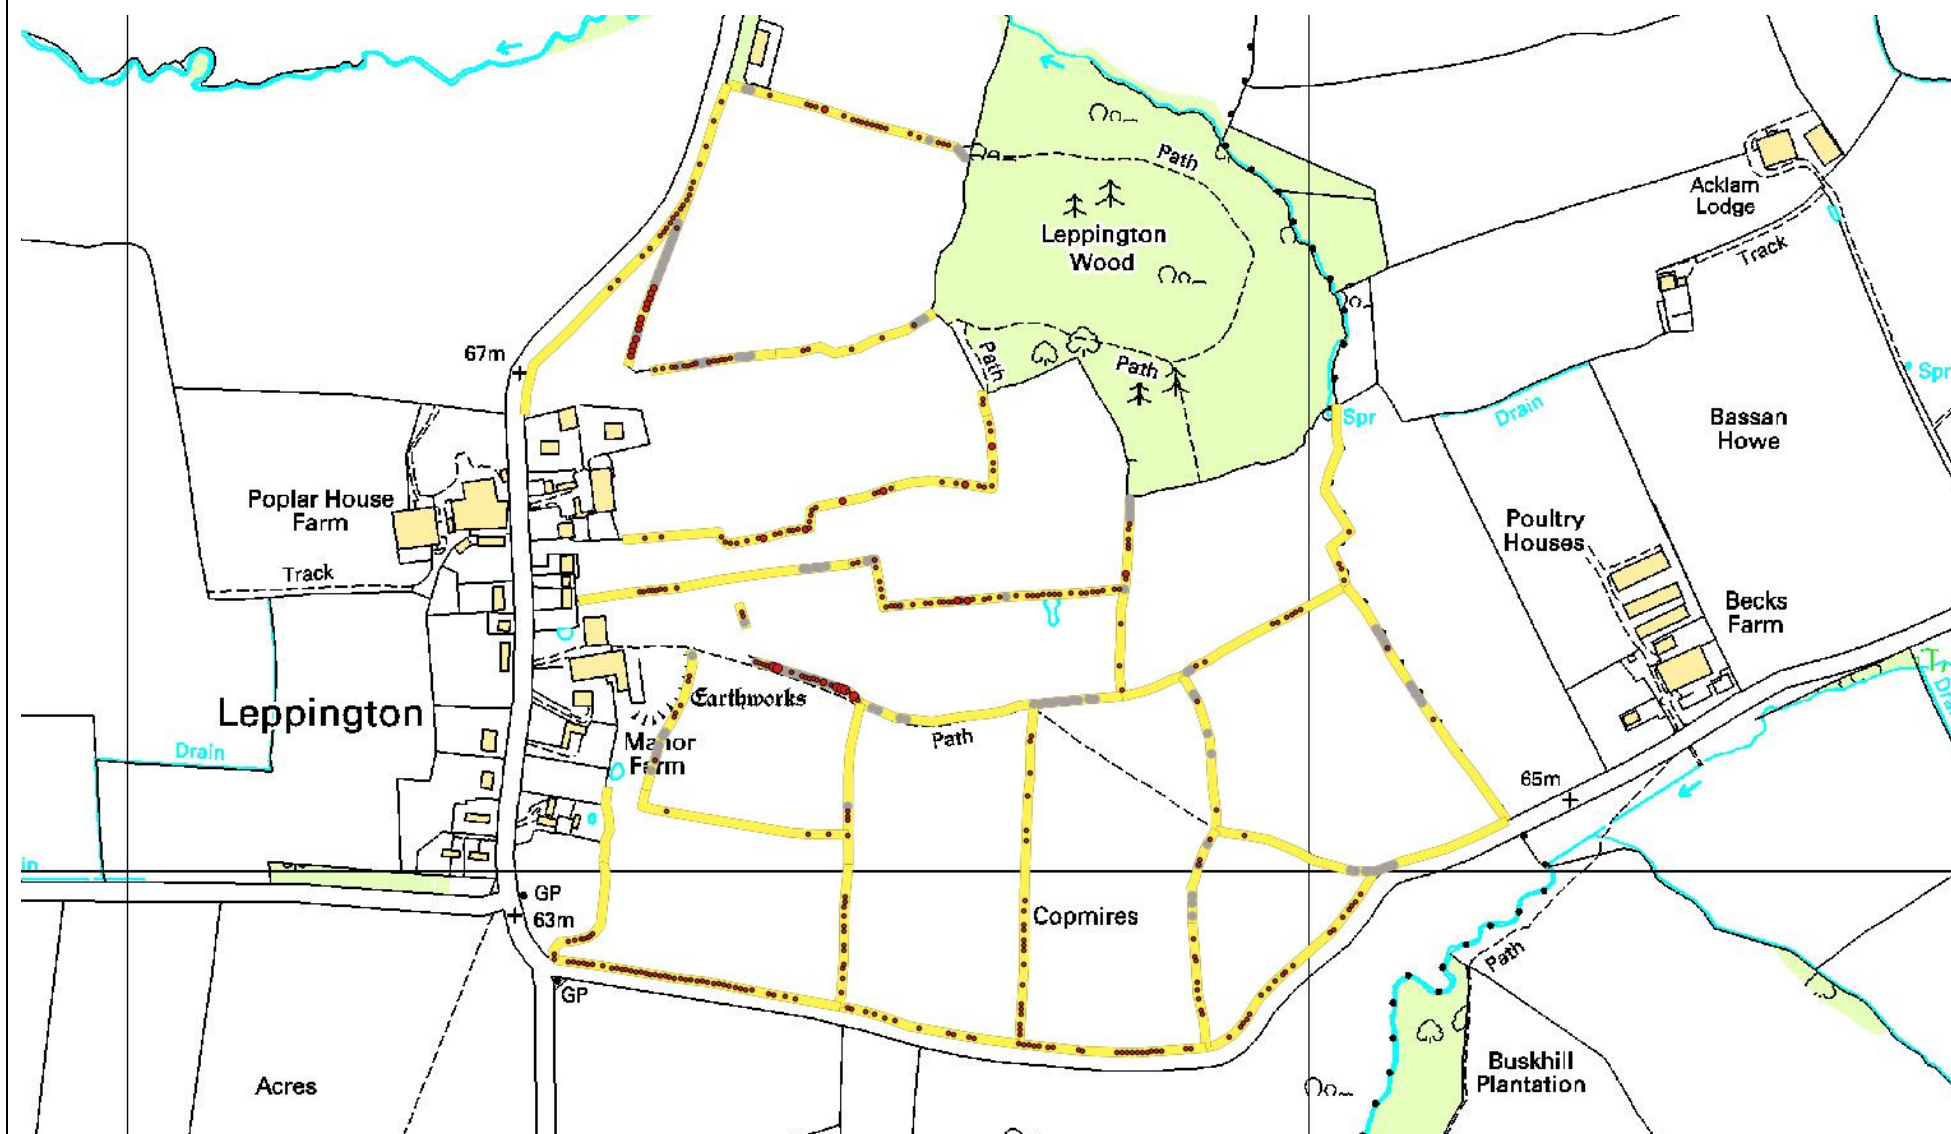 Path
Acklam
Lodge
Leppington
Wood
Track
67m
Path
Path
Spr
Spr
Drain
Bassan
Howe
Poplar House
Farm
Poultry
Houses
Track
Becks
Farm
Earthworks
Leppington
Manor
Farm
Path
Drain
65m
in
GP
63m
Copmires
Path
GP
Acres
Buskhill
Plantation